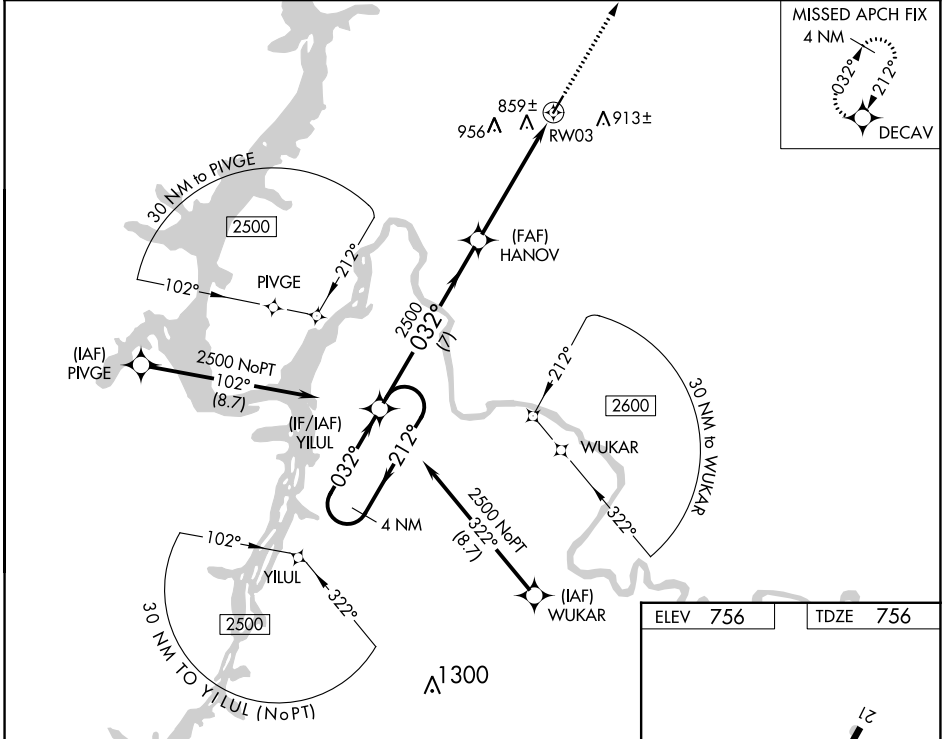 MISSED APCH FIX
4 NM
032°
212°
DECAV
859±
956
913±
RW03
30 NM to PIVGE
2500
212°
102°
PIVGE
(FAF)
HANOV
2500
032°
(7)
(IAF)
PIVGE
2500 NoPT
102°
(8.7)
(IF/IAF)
YILUL
032°
212°
4 NM
212°
2600
30 NM to WUKAR
WUKAR
322°
2500 NoPT
322°
(8.7)
(IAF)
WUKAR
102°
YILUL
322°
2500
30 NM TO YILUL (NoPT)
1300
ELEV 756
TDZE 756
21